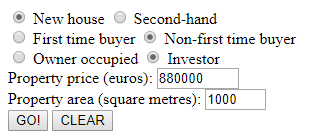 New house Second-hand
First time buyer Non-first time buyer
Owner occupied Investor
Property price (euros): 880000
Property area (square metres): 1000
GO! CLEAR